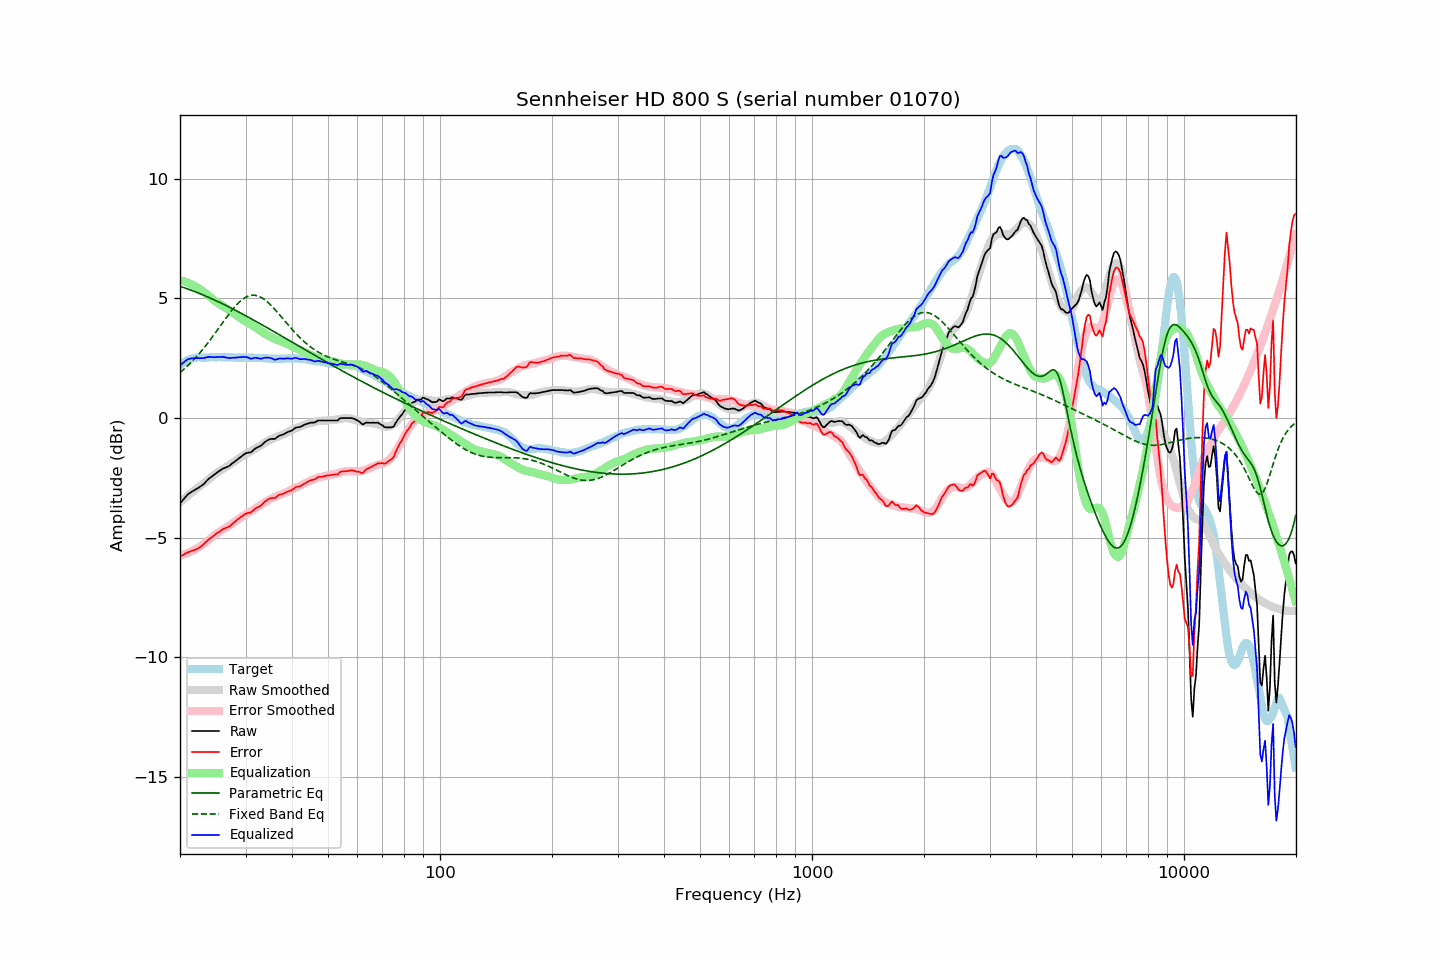 Sennheiser HD 800 S (serial number 01070)
Amplitude (dBr)
10
5
0
−5
−10
−15
Target
Raw Smoothed
Error Smoothed
Raw
Error
Equalization
Parametric Eq
Fixed Band Eq
Equalized
100
1000
10000
Frequency (Hz)